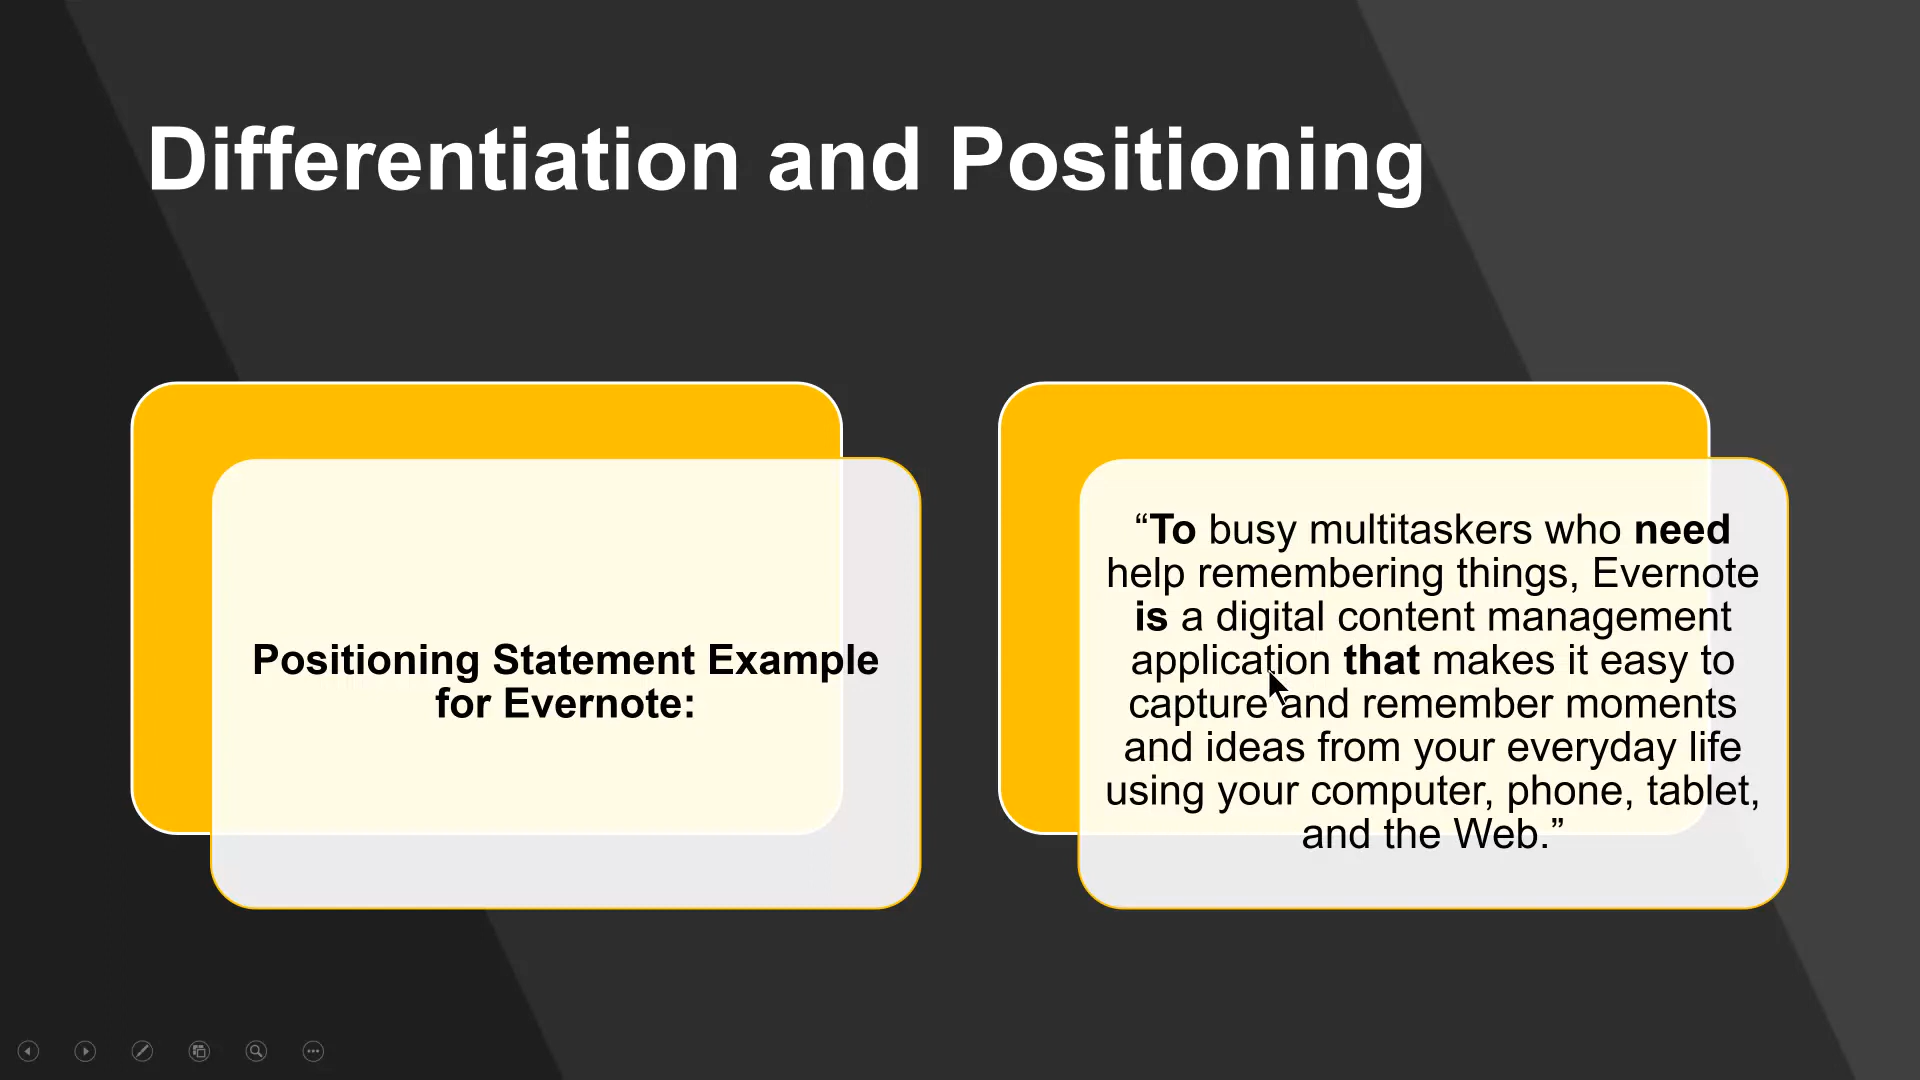 Differentiation and Positioning
Positioning Statement Example
for Evernote:
“To busy multitaskers who need
help remembering things, Evernote
is a digital content management
application that makes it easy to
capture and remember moments
and ideas from your everyday life
using your computer, phone, tablet,
and the Web.”